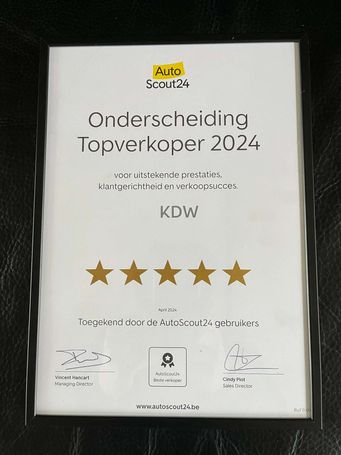 Auto
Scout24
Onderscheiding
Topverkoper 2024
voor uitstekende prestaties,
klantgerichtheid en verkoopsucces.
KDW
April 2024
Toegekend door de AutoScout24 gebruikers
Vincent Hancart
Managing Director
AutoScout24
Beste verkoper
Cindy Piot
Sales Director
www.autoscout24.be